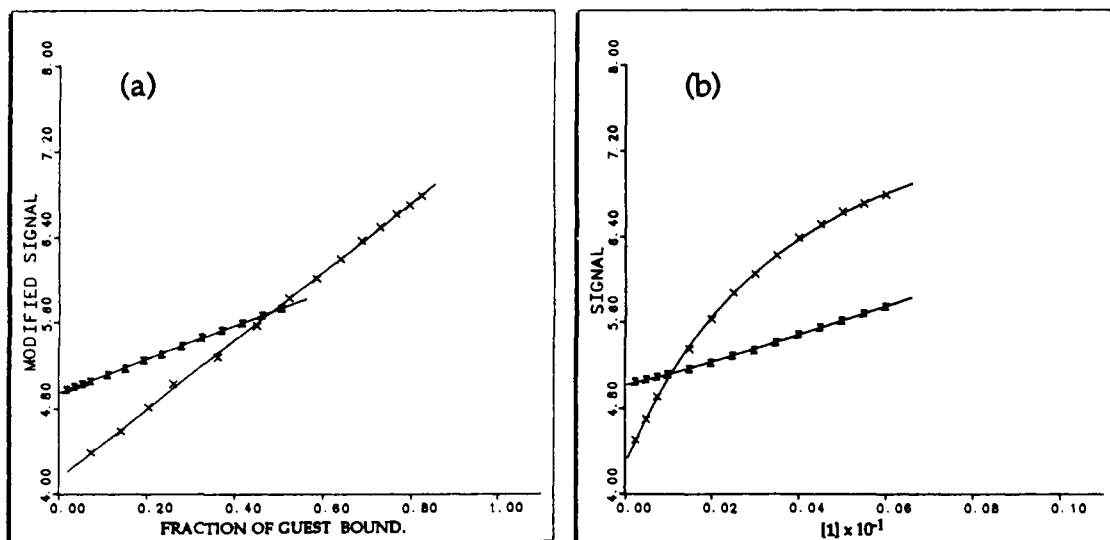 (a)
MODIFIED SIGNAL
8.00
7.20
6.40
5.60
4.80
4.00
0.00 0.20 0.40 0.60 0.80 1.00
FRACTION OF GUEST BOUND.
(b)
SIGNAL
8.00
7.20
6.40
5.60
4.80
4.00
0.00 0.02 0.04 0.06 0.08 0.10
[1] x 10⁻¹